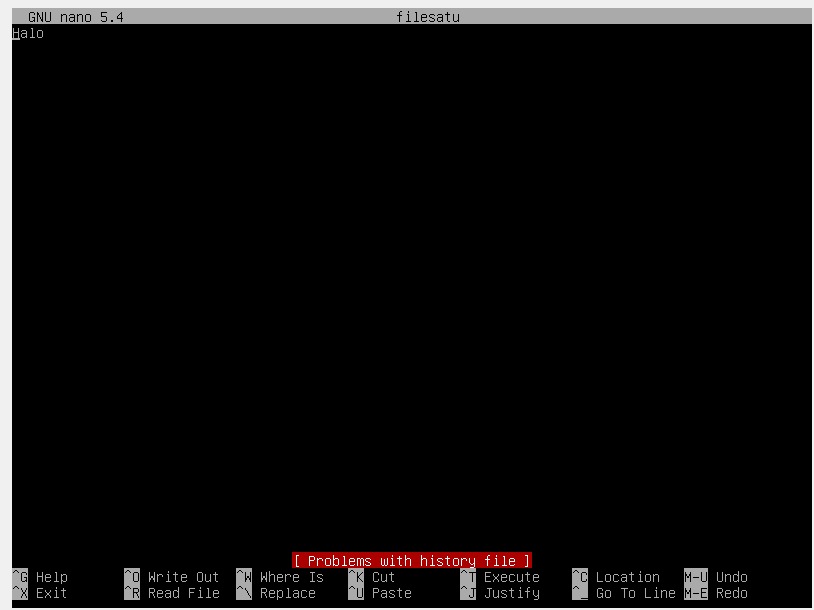 GNU nano 5.4 filesatu
Halo
[ Problems with history file ]
^G Help ^O Write Out ^W Where Is ^K Cut ^T Execute ^C Location M-U Undo
^X Exit ^R Read File ^\ Replace ^U Paste ^J Justify ^_ Go To Line M-E Redo